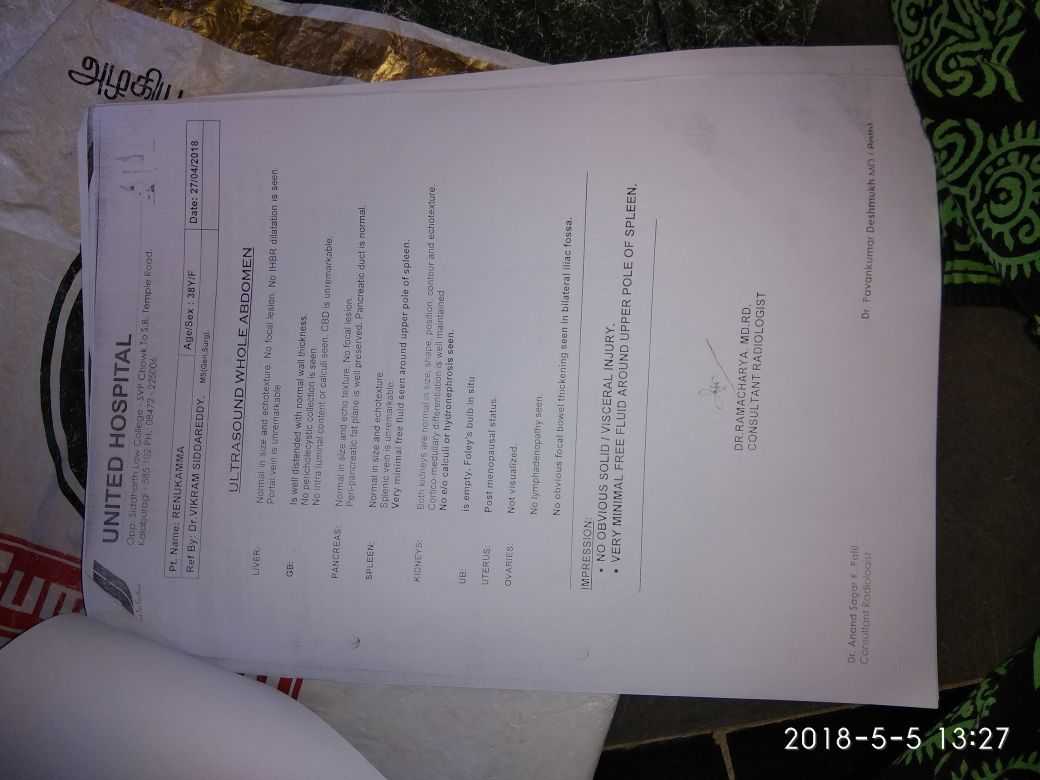 அழகிய
UNITED HOSPITAL
Opp. Sidharth Law College - SVP Chowk To S.B. Temple Road
Kalaburagi - 585 102 PH.: 08472 - 225006
Pt. Name: RENUKAMMA Age/Sex : 38Y/F Date: 27/04/2018
Ref By: Dr VIKRAM SIDDAREDDY. MS(Gen.Surg).
ULTRASOUND WHOLE ABDOMEN
LIVER: Normal in size and echotexture. No focal lesion. No IHBR dilatation is seen.
Portal vein is unremarkable
GB: Is well distended with normal wall thickness.
No pericholecystic collection is seen.
No intra luminal content or calculi seen. CBD is unremarkable.
PANCREAS: Normal in size and echo texture. No focal lesion.
Peri-pancreatic fat plane is well preserved. Pancreatic duct is normal.
SPLEEN: Normal in size and echotexture.
Splenic vein is unremarkable.
Very minimal free fluid seen around upper pole of spleen.
KIDNEYS: Both kidneys are normal in size, shape, position, contour and echotexture.
Cortico-medullary differentiation is well maintained
No e/o calculi or hydronephrosis seen.
UB: is empty. Foley's bulb in situ
UTERUS: Post menopausal status.
OVARIES: Not visualized.
No lymphadenopathy seen.
No obvious focal bowel thickening seen in bilateral iliac fossa.
IMPRESSION:
• NO OBVIOUS SOLID / VISCERAL INJURY.
• VERY MINIMAL FREE FLUID AROUND UPPER POLE OF SPLEEN.
DR.RAMACHARYA. MD.RD.
CONSULTANT RADIOLOGIST
Dr. Anand Sagar K. Patil Dr. Pavankumar Deshmukh MD
Consultant Radiologist
2018-5-5 13:27